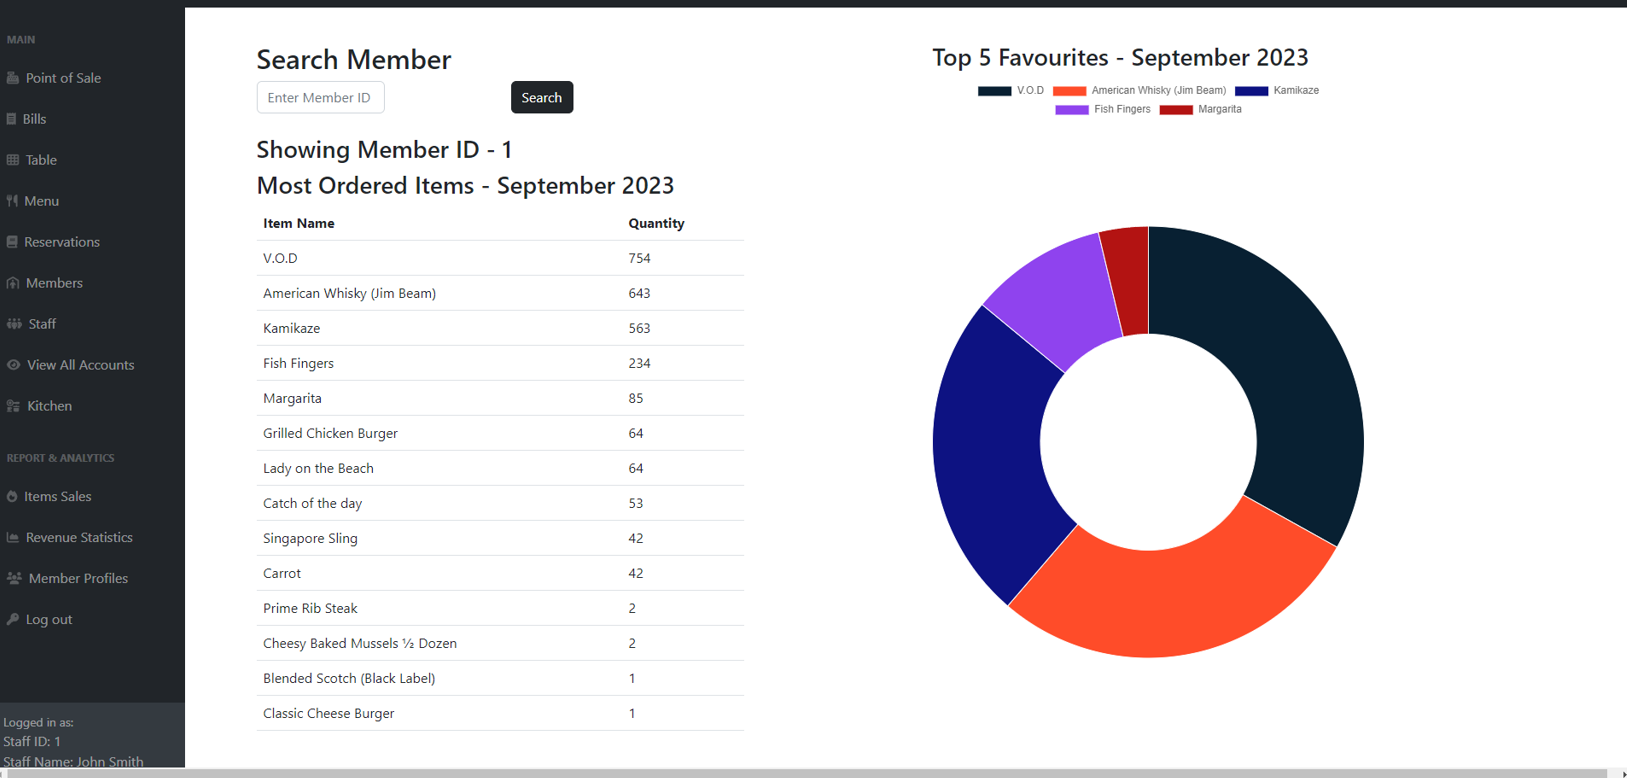 MAIN
Point of Sale
Bills
Table
Menu
Reservations
Members
Staff
View All Accounts
Kitchen
REPORT & ANALYTICS
Items Sales
Revenue Statistics
Member Profiles
Log out
Logged in as:
Staff ID: 1
Staff Name: John Smith
Search Member
Enter Member ID Search
Showing Member ID - 1
Most Ordered Items - September 2023
Item Name Quantity
V.O.D 754
American Whisky (Jim Beam) 643
Kamikaze 563
Fish Fingers 234
Margarita 85
Grilled Chicken Burger 64
Lady on the Beach 64
Catch of the day 53
Singapore Sling 42
Carrot 42
Prime Rib Steak 2
Cheesy Baked Mussels ½ Dozen 2
Blended Scotch (Black Label) 1
Classic Cheese Burger 1
Top 5 Favourites - September 2023
V.O.D American Whisky (Jim Beam) Kamikaze
Fish Fingers Margarita